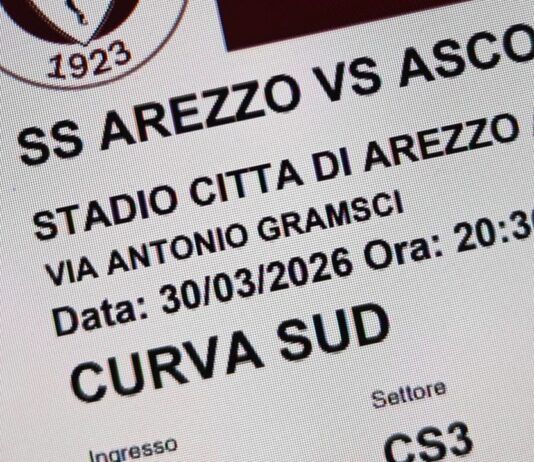 1923
SS AREZZO VS ASCO
STADIO CITTA DI AREZZO
VIA ANTONIO GRAMSCI
Data: 30/03/2026 Ora: 20:30
CURVA SUD
Settore
Ingresso
CS3